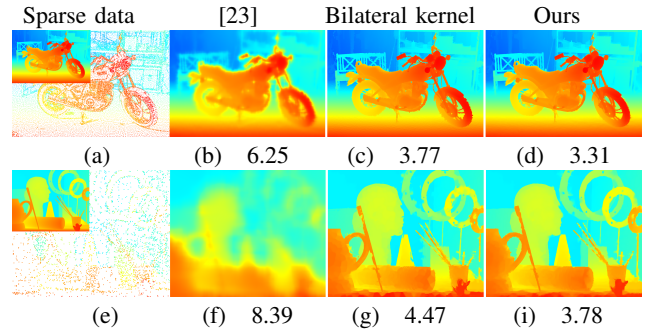 Sparse data [23] Bilateral kernel Ours
(a) (b) 6.25 (c) 3.77 (d) 3.31
(e) (f) 8.39 (g) 4.47 (i) 3.78